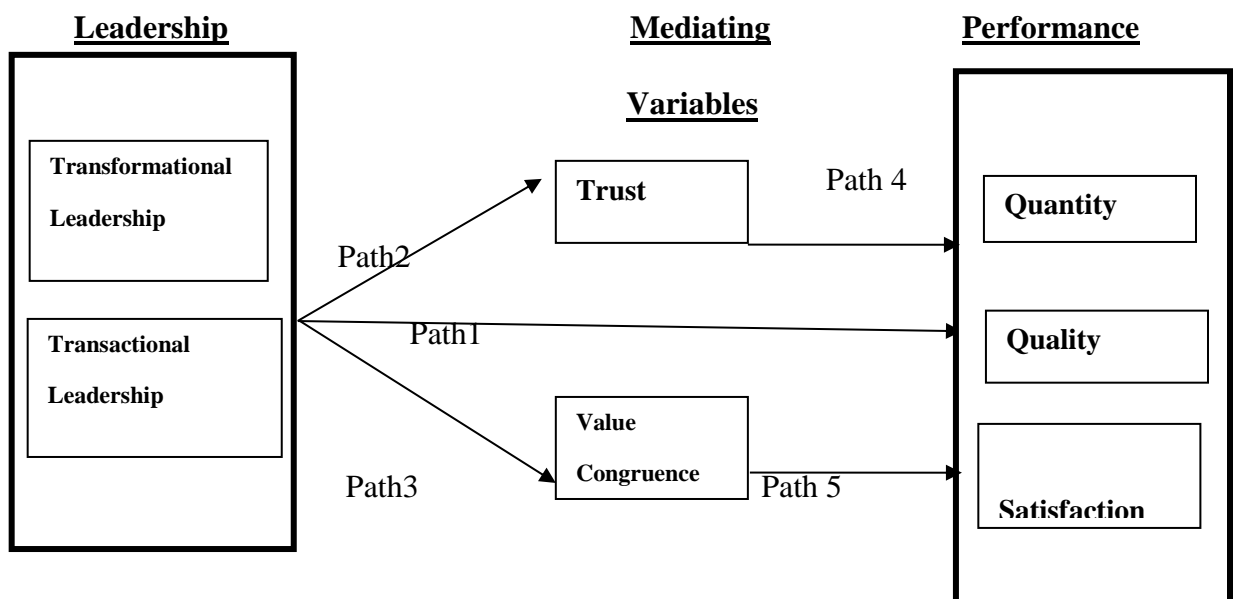 Leadership
Mediating
Variables
Performance
Transformational
Leadership
Transactional
Leadership
Path2
Path1
Path3
Trust
Value
Congruence
Path 4
Path 5
Quantity
Quality
Satisfaction